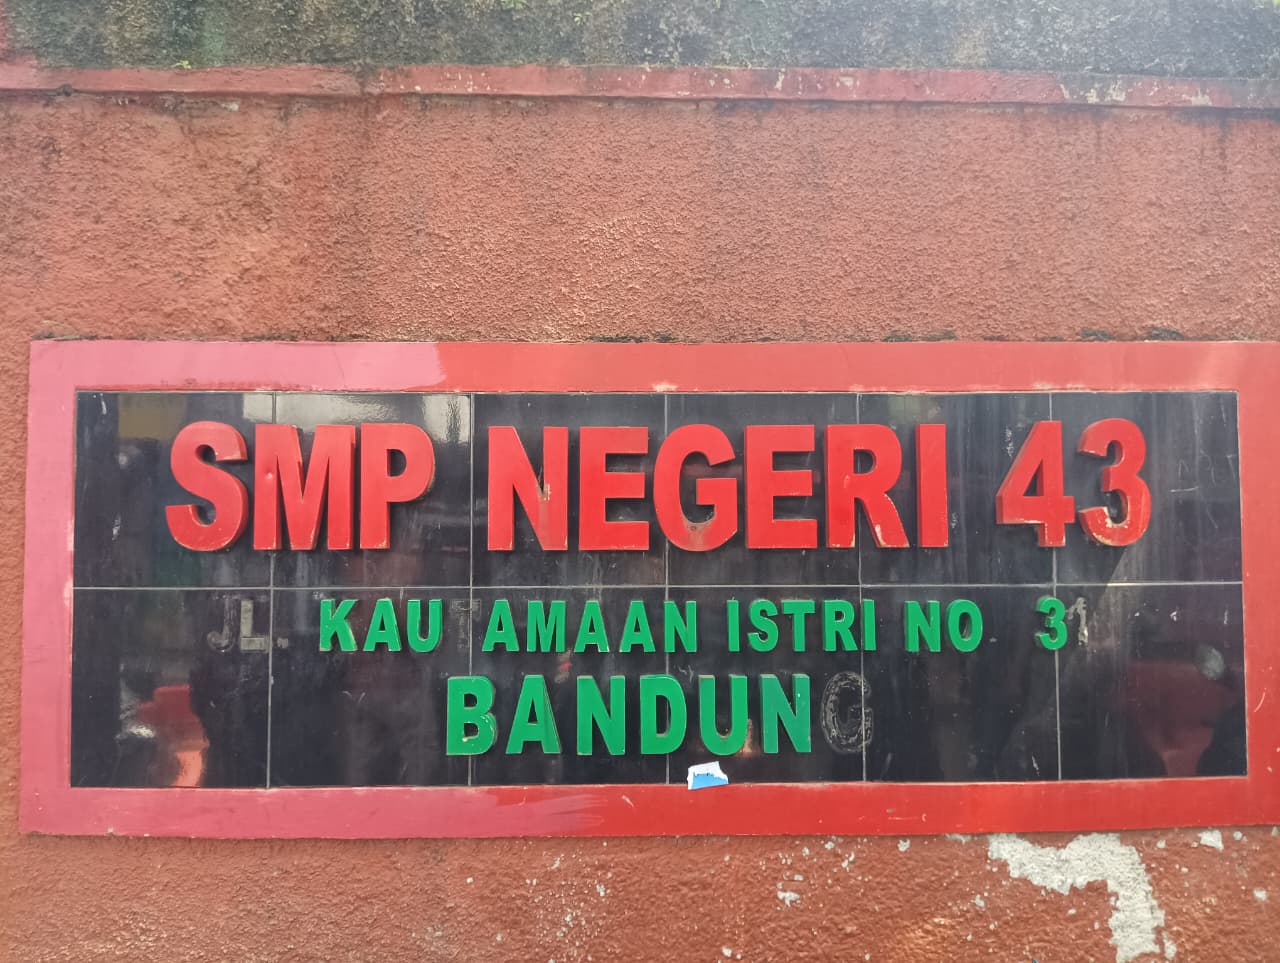 SMP NEGERI 43
JL. KAUTAMAAN ISTRI NO 31
BANDUNG